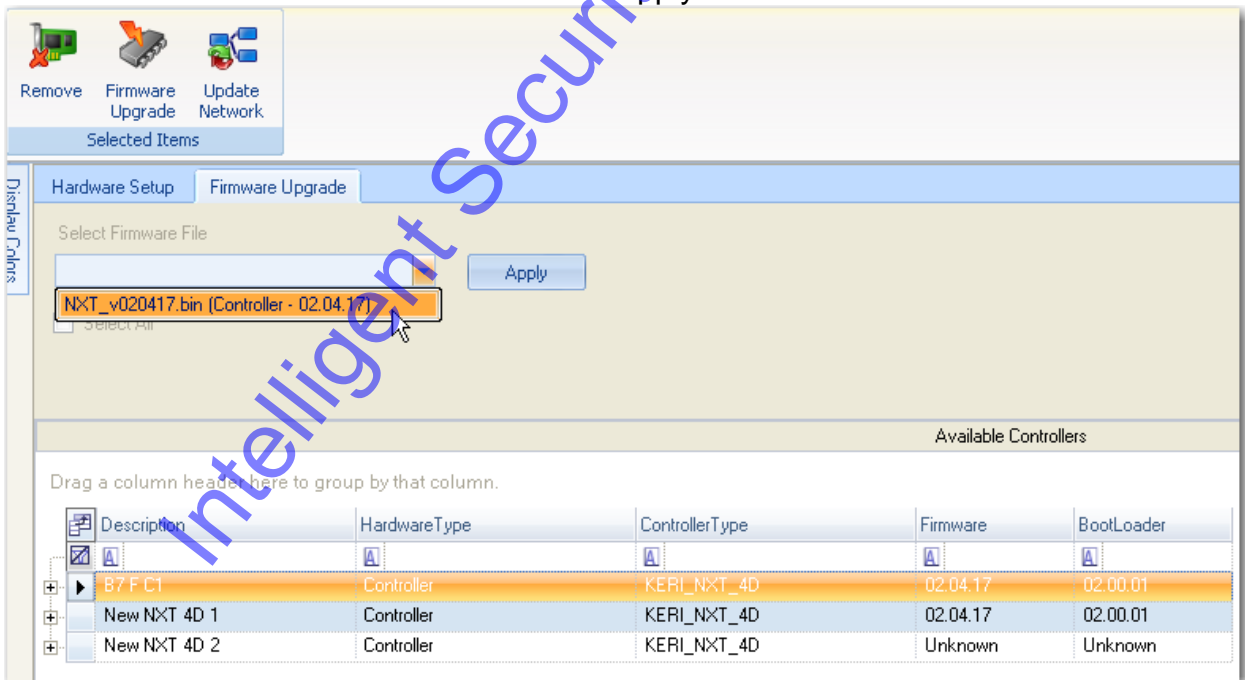 Apply
Remove
Firmware Upgrade
Update Network
Selected Items
Display Colors
Hardware Setup
Firmware Upgrade
Select Firmware File
Apply
NXT_v020417.bin (Controller - 02.04.17)
Select All
Available Controllers
Drag a column header here to group by that column.
Description HardwareType ControllerType Firmware BootLoader
A A A A A
B7 F C1 Controller KERI_NXT_4D 02.04.17 02.00.01
New NXT 4D 1 Controller KERI_NXT_4D 02.04.17 02.00.01
New NXT 4D 2 Controller KERI_NXT_4D Unknown Unknown
Intelligent Securi